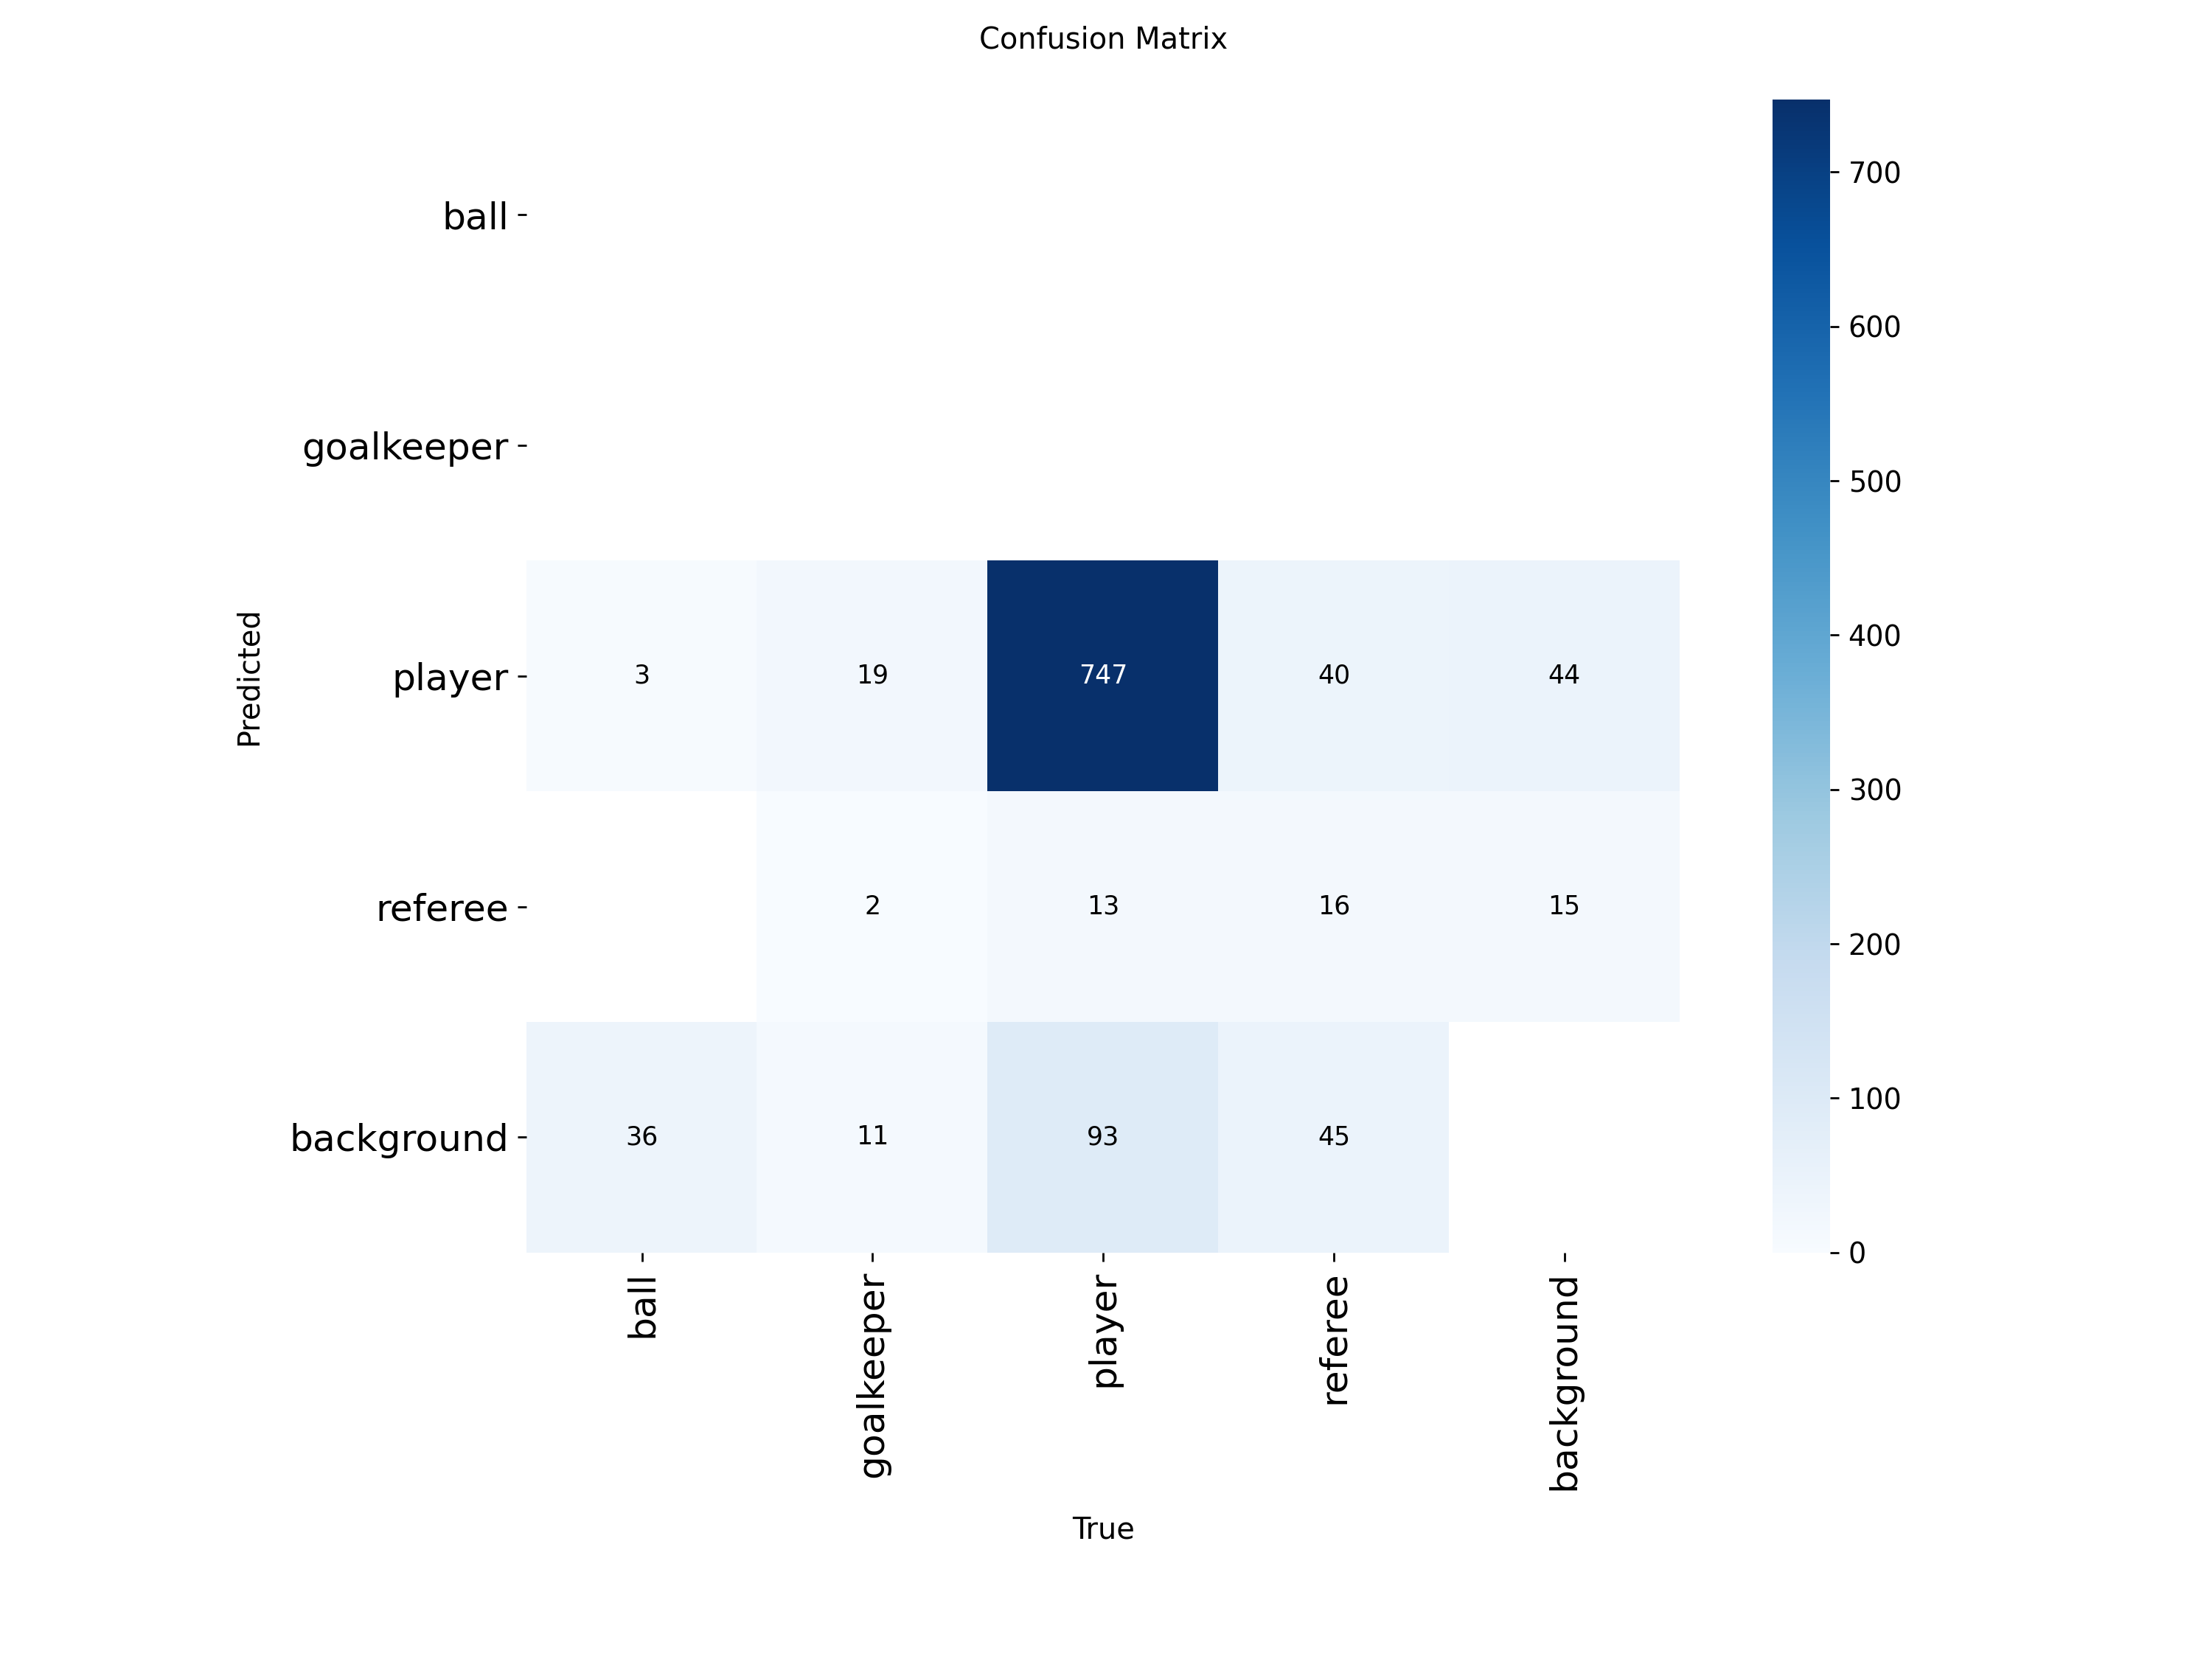 Confusion Matrix
ball
goalkeeper
player
referee
background
Predicted
3 19 747 40 44
2 13 16 15
36 11 93 45
ball
goalkeeper
player
referee
background
True
700
600
500
400
300
200
100
0